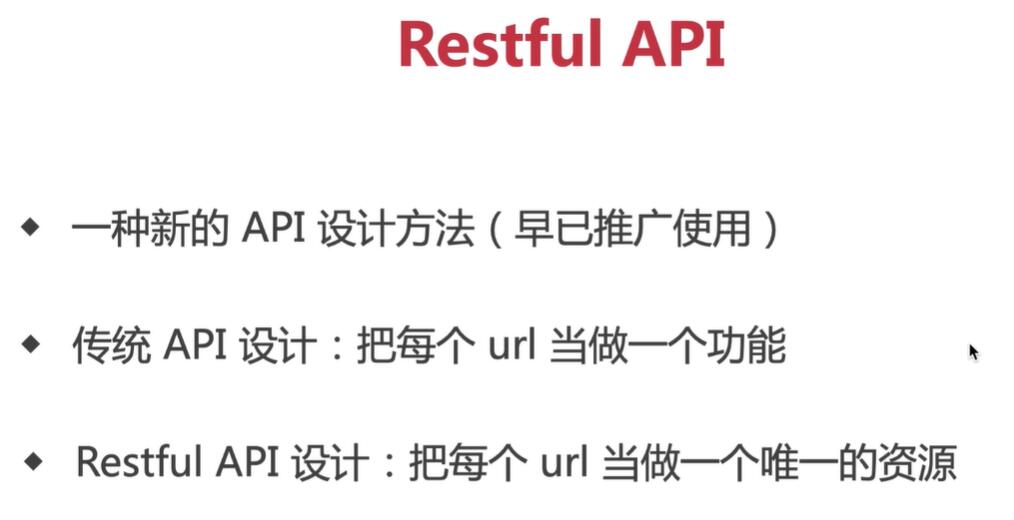 Restful API
◆ 一种新的 API 设计方法（早已推广使用）
◆ 传统 API 设计：把每个 url 当做一个功能
◆ Restful API 设计：把每个 url 当做一个唯一的资源